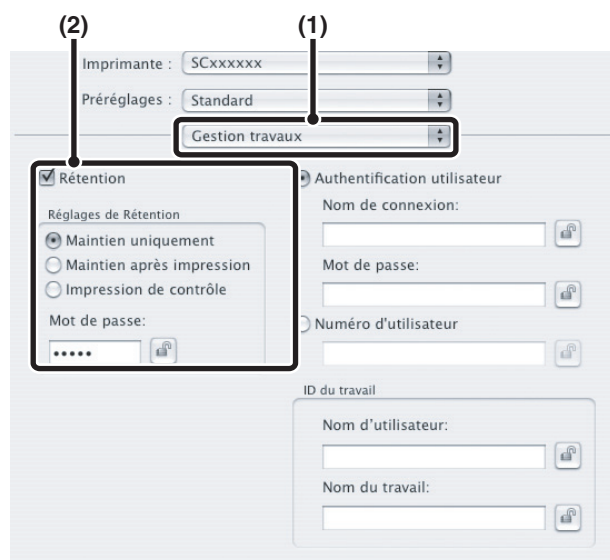 (2) (1)
Imprimante : SCxxxxxx
Préréglages : Standard
Gestion travaux
Rétention
Réglages de Rétention
Maintien uniquement
Maintien après impression
Impression de contrôle
Mot de passe:
•••••
Authentification utilisateur
Nom de connexion:
Mot de passe:
Numéro d'utilisateur
ID du travail
Nom d'utilisateur:
Nom du travail: